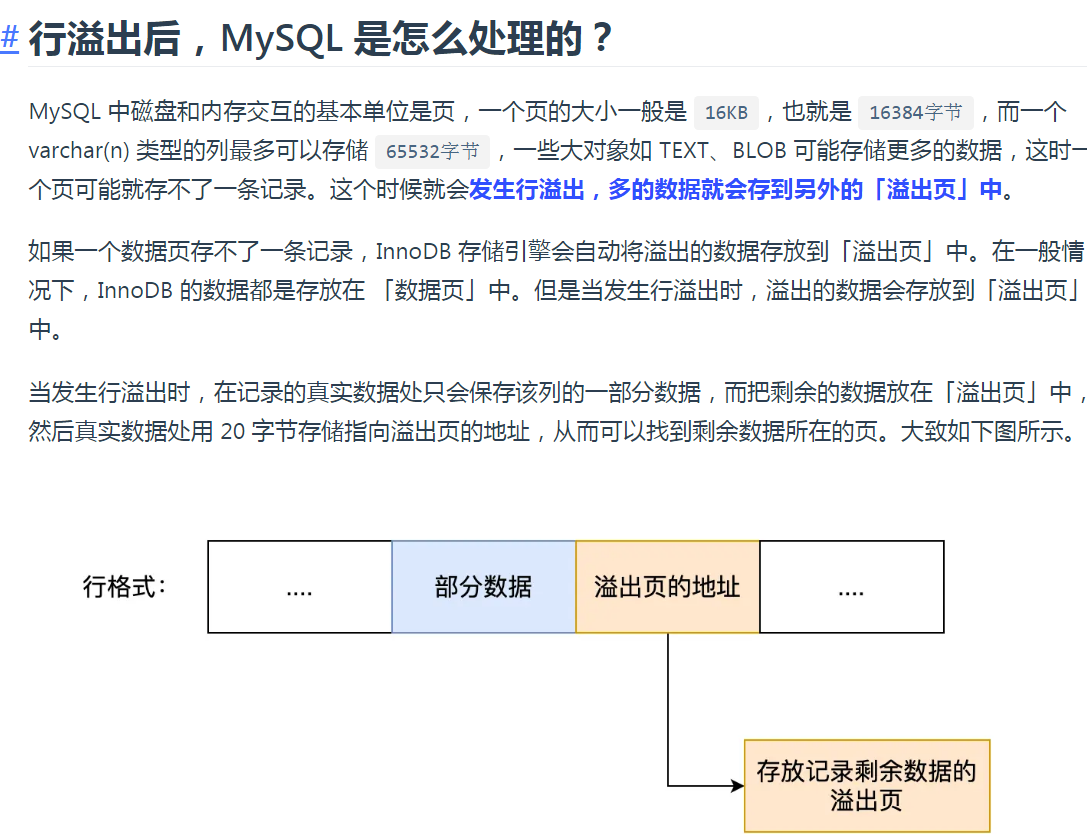 # 行溢出后，MySQL 是怎么处理的？
MySQL 中磁盘和内存交互的基本单位是页，一个页的大小一般是 16KB ，也就是 16384字节 ，而一个
varchar(n) 类型的列最多可以存储 65532字节 ，一些大对象如 TEXT、BLOB 可能存储更多的数据，这时一
个页可能就存不了一条记录。这个时候就会发生行溢出，多的数据就会存到另外的「溢出页」中。
如果一个数据页存不了一条记录，InnoDB 存储引擎会自动将溢出的数据存放到「溢出页」中。在一般情
况下，InnoDB 的数据都是存放在 「数据页」中。但是当发生行溢出时，溢出的数据会存放到「溢出页」
中。
当发生行溢出时，在记录的真实数据处只会保存该列的一部分数据，而把剩余的数据放在「溢出页」中，
然后真实数据处用 20 字节存储指向溢出页的地址，从而可以找到剩余数据所在的页。大致如下图所示。
行格式： .... 部分数据 溢出页的地址 ....
存放记录剩余数据的
溢出页